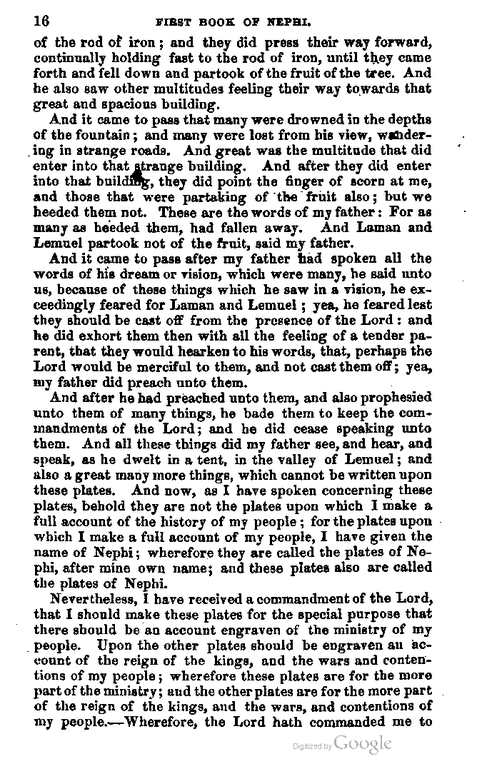 16 FIRST BOOK OF NEPHI.
of the rod of iron; and they did press their way forward,
continually holding fast to the rod of iron, until they came
forth and fell down and partook of the fruit of the tree. And
he also saw other multitudes feeling their way towards that
great and spacious building.
And it came to pass that many were drowned in the depths
of the fountain; and many were lost from his view, wander-
ing in strange roads. And great was the multitude that did
enter into that strange building. And after they did enter
into that building, they did point the finger of scorn at me,
and those that were partaking of the fruit also; but we
heeded them not. These are the words of my father: For as
many as heeded them, had fallen away. And Laman and
Lemuel partook not of the fruit, said my father.
And it came to pass after my father had spoken all the
words of his dream or vision, which were many, he said unto
us, because of these things which he saw in a vision, he ex-
ceedingly feared for Laman and Lemuel; yea, he feared lest
they should be cast off from the presence of the Lord: and
he did exhort them then with all the feeling of a tender pa-
rent, that they would hearken to his words, that, perhaps the
Lord would be merciful to them, and not cast them off; yea,
my father did preach unto them.
And after he had preached unto them, and also prophesied
unto them of many things, he bade them to keep the com-
mandments of the Lord; and he did cease speaking unto
them. And all these things did my father see, and hear, and
speak, as he dwelt in a tent, in the valley of Lemuel; and
also a great many more things, which cannot be written upon
these plates. And now, as I have spoken concerning these
plates, behold they are not the plates upon which I make a
full account of the history of my people; for the plates upon
which I make a full account of my people, I have given the
name of Nephi; wherefore they are called the plates of Ne-
phi, after mine own name; and these plates also are called
the plates of Nephi.
Nevertheless, I have received a commandment of the Lord,
that I should make these plates for the special purpose that
there should be an account engraven of the ministry of my
people. Upon the other plates should be engraven an ac-
count of the reign of the kings, and the wars and conten-
tions of my people; wherefore these plates are for the more
part of the ministry; and the other plates are for the more part
of the reign of the kings, and the wars, and contentions of
my people.—Wherefore, the Lord hath commanded me to
Digitized by Google